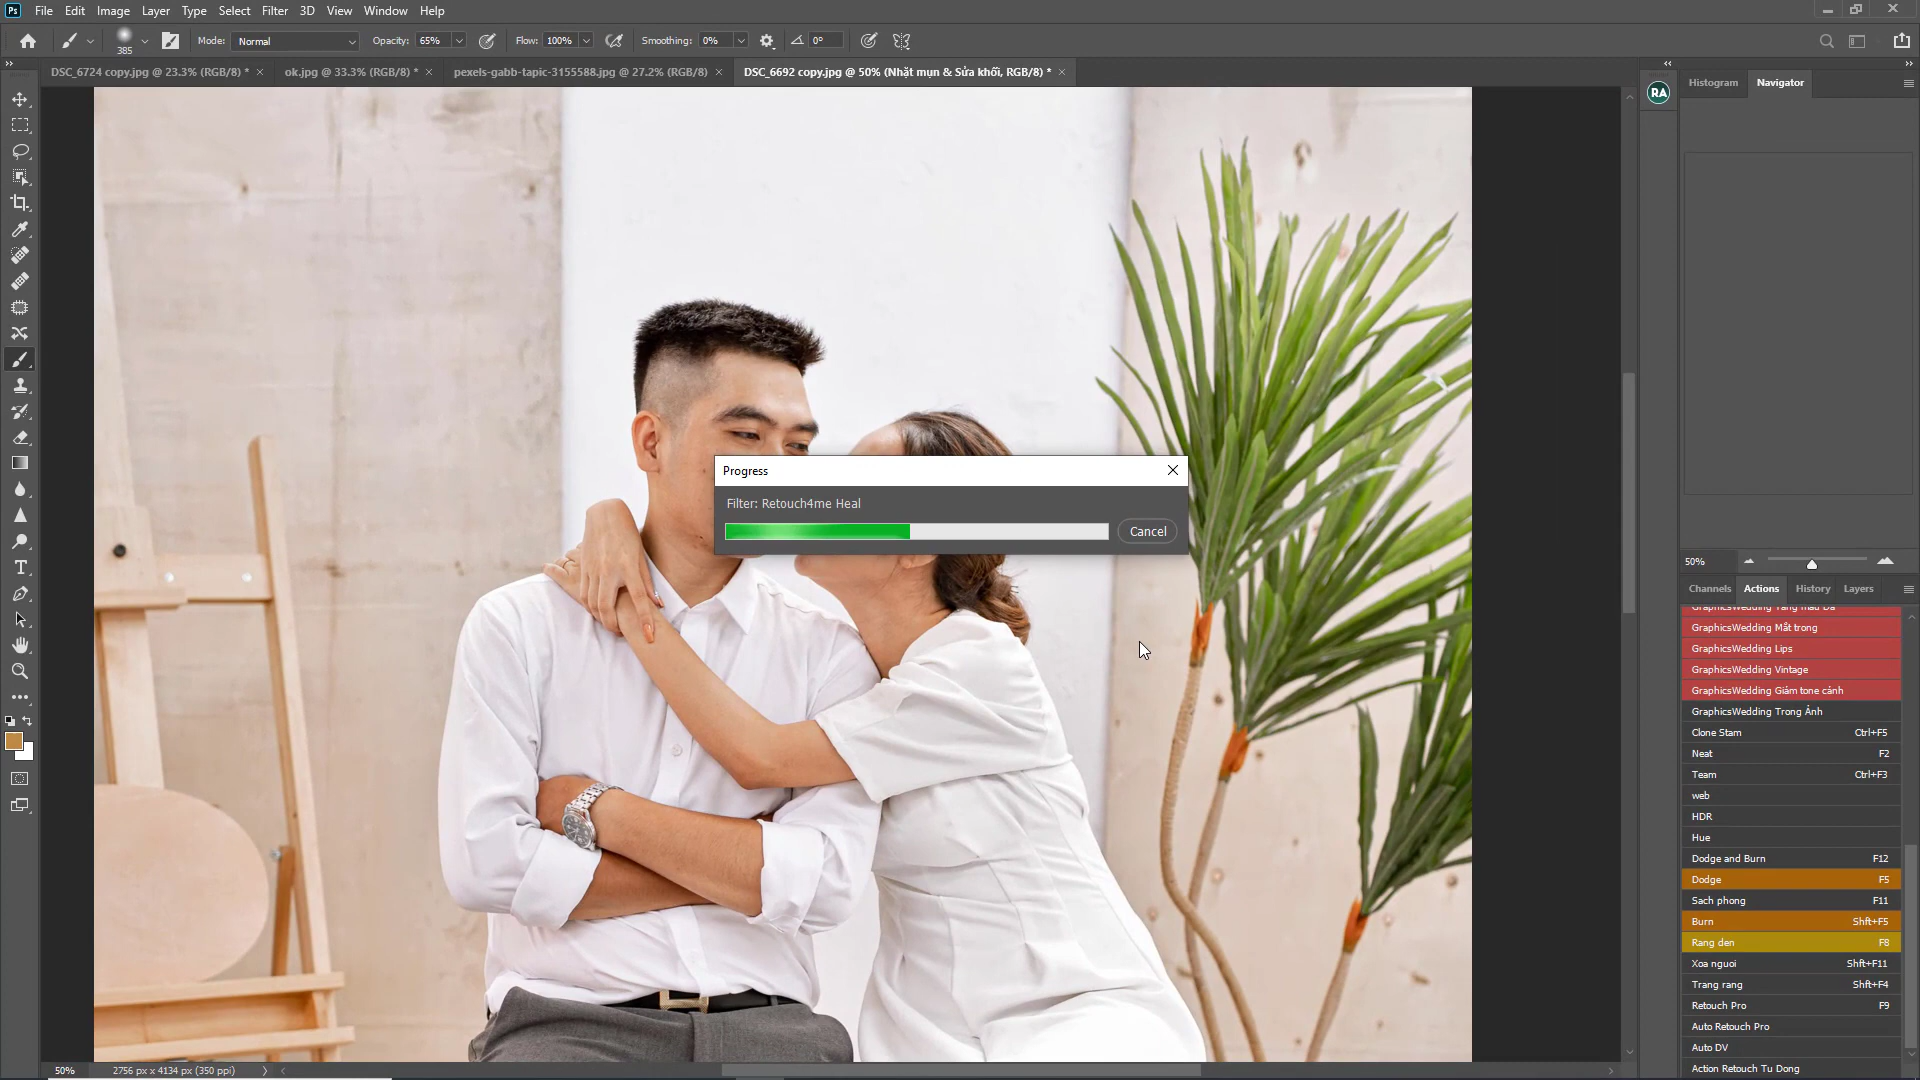 Ps File Edit Image Layer Type Select Filter 3D View Window Help
385 Mode: Normal Opacity: 65% Flow: 100% Smoothing: 0% 0°
DSC_6724 copy.jpg @ 23.3% (RGB/8) * ok.jpg @ 33.3% (RGB/8) * pexels-gabb-tapic-3155588.jpg @ 27.2% (RGB/8) DSC_6692 copy.jpg @ 50% (Nhặt mụn & Sửa khối, RGB/8) *
RA Histogram Navigator
Progress
Filter: Retouch4me Heal
Cancel
50%
Channels Actions History Layers
GraphicsWedding Tăng màu Da
GraphicsWedding Mắt trong
GraphicsWedding Lips
GraphicsWedding Vintage
GraphicsWedding Giảm tone cảnh
GraphicsWedding Trong Ảnh
Clone Stam Ctrl+F5
Neat F2
Team Ctrl+F3
web
HDR
Hue
Dodge and Burn F12
Dodge F5
Sach phong F11
Burn Shft+F5
Rang den F8
Xoa nguoi Shft+F11
Trang rang Shft+F4
Retouch Pro F9
Auto Retouch Pro
Auto DV
Action Retouch Tu Dong
50% 2756 px x 4134 px (350 ppi)